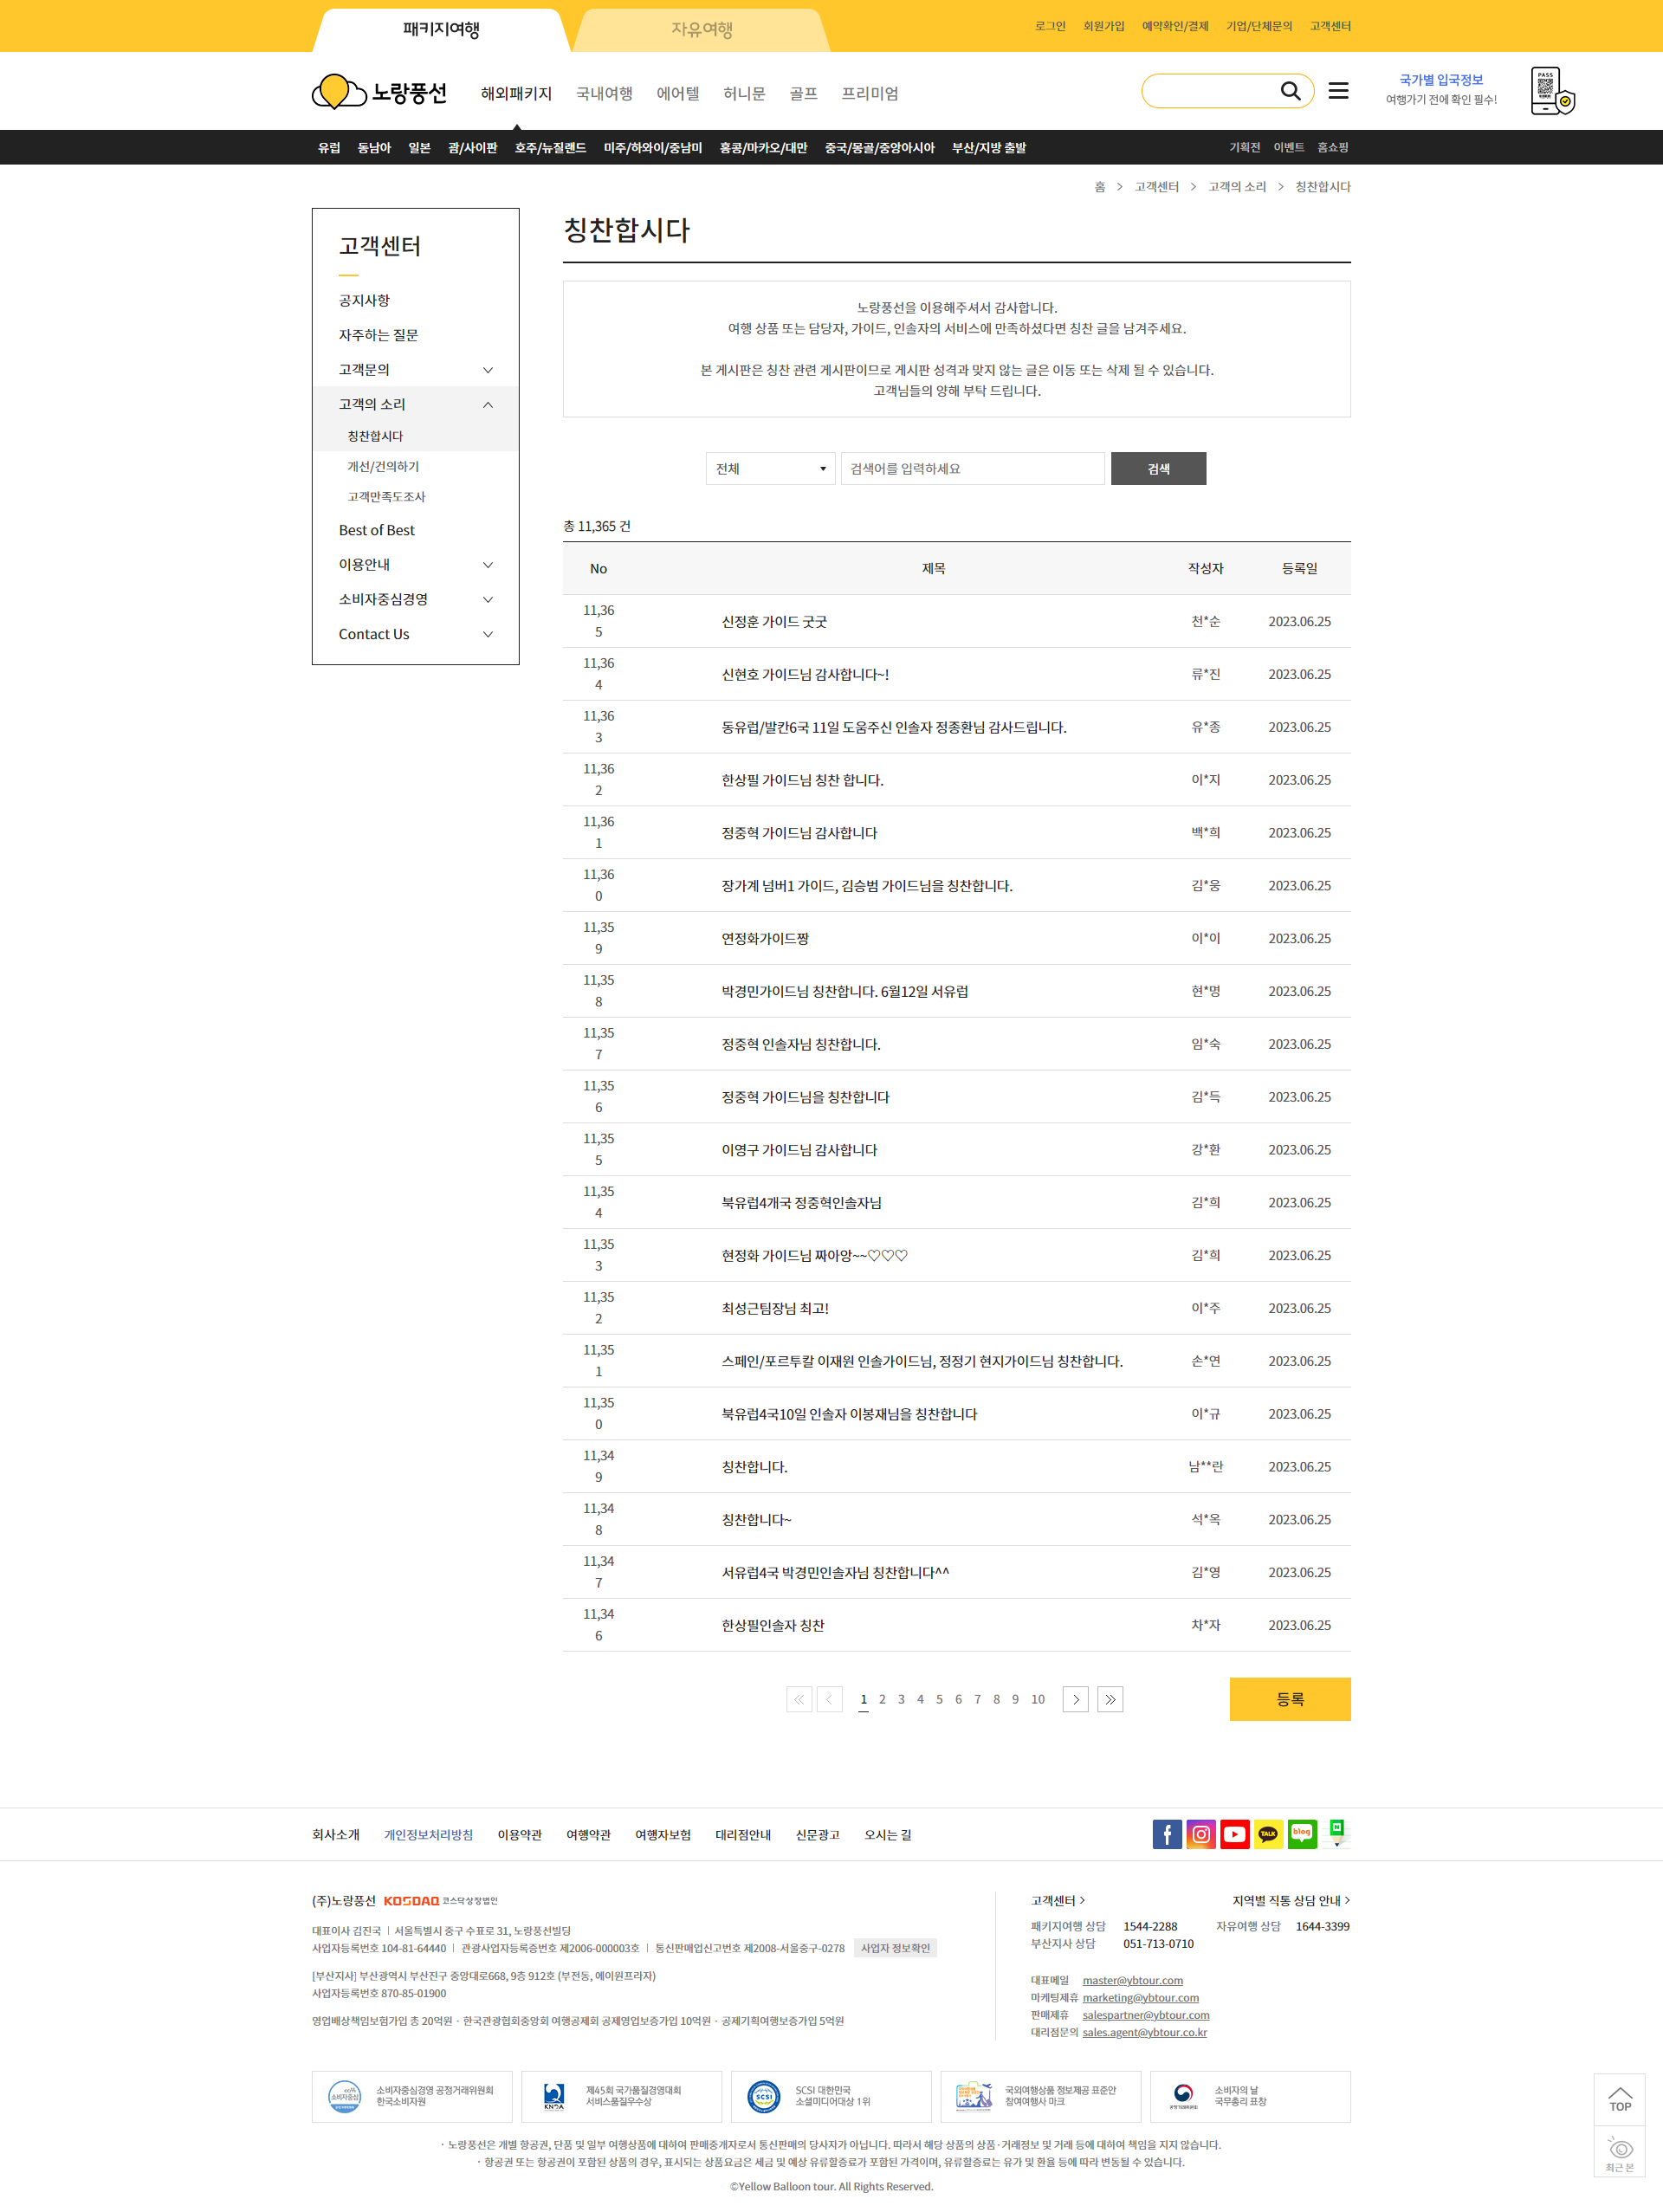 패키지여행
자유여행
로그인 회원가입 예약확인/결제 기업/단체문의 고객센터
노랑풍선
해외패키지 국내여행 에어텔 허니문 골프 프리미엄
국가별 입국정보
여행가기 전에 확인 필수!
PASS
유럽 동남아 일본 괌/사이판 호주/뉴질랜드 미주/하와이/중남미 홍콩/마카오/대만 중국/몽골/중앙아시아 부산/지방 출발 기획전 이벤트 홈쇼핑
홈 > 고객센터 > 고객의 소리 > 칭찬합시다
고객센터
공지사항
자주하는 질문
고객문의
고객의 소리
칭찬합시다
개선/건의하기
고객만족도조사
Best of Best
이용안내
소비자중심경영
Contact Us
칭찬합시다
노랑풍선을 이용해주셔서 감사합니다.
여행 상품 또는 담당자, 가이드, 인솔자의 서비스에 만족하셨다면 칭찬 글을 남겨주세요.
본 게시판은 칭찬 관련 게시판이므로 게시판 성격과 맞지 않는 글은 이동 또는 삭제 될 수 있습니다.
고객님들의 양해 부탁 드립니다.
전체 검색어를 입력하세요 검색
총 11,365 건
No 제목 작성자 등록일
11,365 신정훈 가이드 굿굿 천*순 2023.06.25
11,364 신현호 가이드님 감사합니다~! 류*진 2023.06.25
11,363 동유럽/발칸6국 11일 도움주신 인솔자 정종환님 감사드립니다. 유*종 2023.06.25
11,362 한상필 가이드님 칭찬 합니다. 이*지 2023.06.25
11,361 정중혁 가이드님 감사합니다 백*희 2023.06.25
11,360 장가계 넘버1 가이드, 김승범 가이드님을 칭찬합니다. 김*웅 2023.06.25
11,359 연정화가이드짱 이*이 2023.06.25
11,358 박경민가이드님 칭찬합니다. 6월12일 서유럽 현*명 2023.06.25
11,357 정중혁 인솔자님 칭찬합니다. 임*숙 2023.06.25
11,356 정중혁 가이드님을 칭찬합니다 김*득 2023.06.25
11,355 이영구 가이드님 감사합니다 강*환 2023.06.25
11,354 북유럽4개국 정중혁인솔자님 김*희 2023.06.25
11,353 현정화 가이드님 짜아앙~~♡♡♡ 김*희 2023.06.25
11,352 최성근팀장님 최고! 이*주 2023.06.25
11,351 스페인/포르투칼 이재원 인솔가이드님, 정정기 현지가이드님 칭찬합니다. 손*연 2023.06.25
11,350 북유럽4국10일 인솔자 이봉재님을 칭찬합니다 이*규 2023.06.25
11,349 칭찬합니다. 남**란 2023.06.25
11,348 칭찬합니다~ 석*옥 2023.06.25
11,347 서유럽4국 박경민인솔자님 칭찬합니다^^ 김*영 2023.06.25
11,346 한상필인솔자 칭찬 차*자 2023.06.25
1 2 3 4 5 6 7 8 9 10
등록
회사소개 개인정보처리방침 이용약관 여행약관 여행자보험 대리점안내 신문광고 오시는 길
TALK blog
(주)노랑풍선 KOSDAQ 코스닥상장법인
대표이사 김진국 | 서울특별시 중구 수표로 31, 노랑풍선빌딩
사업자등록번호 104-81-64440 | 관광사업자등록증번호 제2006-000003호 | 통신판매업신고번호 제2008-서울중구-0278 사업자 정보확인
[부산지사] 부산광역시 부산진구 중앙대로668, 9층 912호 (부전동, 에이원프라자)
사업자등록번호 870-85-01900
영업배상책임보험가입 총 20억원 · 한국관광협회중앙회 여행공제회 공제영업보증가입 10억원 · 공제기획여행보증가입 5억원
고객센터 > 지역별 직통 상담 안내 >
패키지여행 상담 1544-2288 자유여행 상담 1644-3399
부산지사 상담 051-713-0710
대표메일 master@ybtour.com
마케팅제휴 marketing@ybtour.com
판매제휴 salespartner@ybtour.com
대리점문의 sales.agent@ybtour.co.kr
소비자중심
소비자중심경영 공정거래위원회
한국소비자원
KNQA
제45회 국가품질경영대회
서비스품질우수상
SCSI
SCSI 대한민국
소셜미디어대상 1위
국외여행상품 정보제공 표준안
참여여행사 마크
소비자의 날
국무총리 표창
· 노랑풍선은 개별 항공권, 단품 및 일부 여행상품에 대하여 판매중개자로서 통신판매의 당사자가 아닙니다. 따라서 해당 상품의 상품·거래정보 및 거래 등에 대하여 책임을 지지 않습니다.
· 항공권 또는 항공권이 포함된 상품의 경우, 표시되는 상품요금은 세금 및 예상 유류할증료가 포함된 가격이며, 유류할증료는 유가 및 환율 등에 따라 변동될 수 있습니다.
©Yellow Balloon tour. All Rights Reserved.
TOP
최근 본